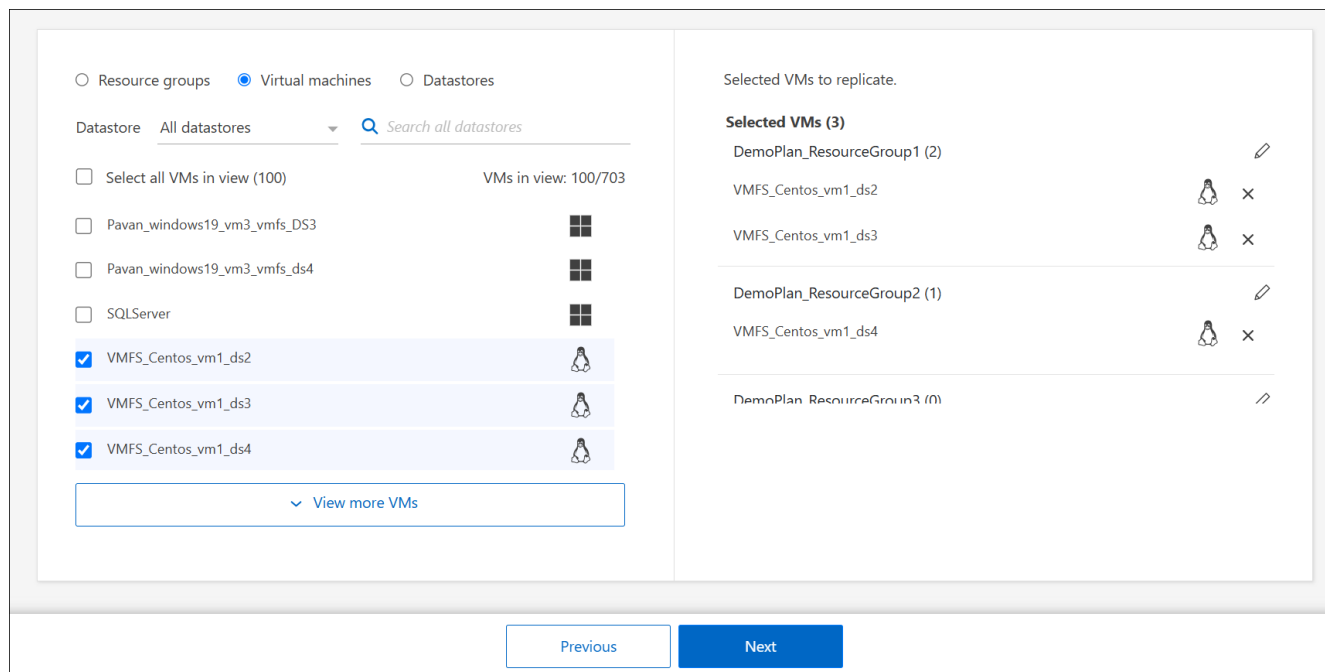 Resource groups Virtual machines Datastores
Datastore All datastores Search all datastores
Select all VMs in view (100) VMs in view: 100/703
Pavan_windows19_vm3_vmfs_DS3
Pavan_windows19_vm3_vmfs_ds4
SQLServer
VMFS_Centos_vm1_ds2
VMFS_Centos_vm1_ds3
VMFS_Centos_vm1_ds4
View more VMs
Selected VMs to replicate.
Selected VMs (3)
DemoPlan_ResourceGroup1 (2)
VMFS_Centos_vm1_ds2
VMFS_Centos_vm1_ds3
DemoPlan_ResourceGroup2 (1)
VMFS_Centos_vm1_ds4
DemoPlan_ResourceGroup3 (0)
Previous Next